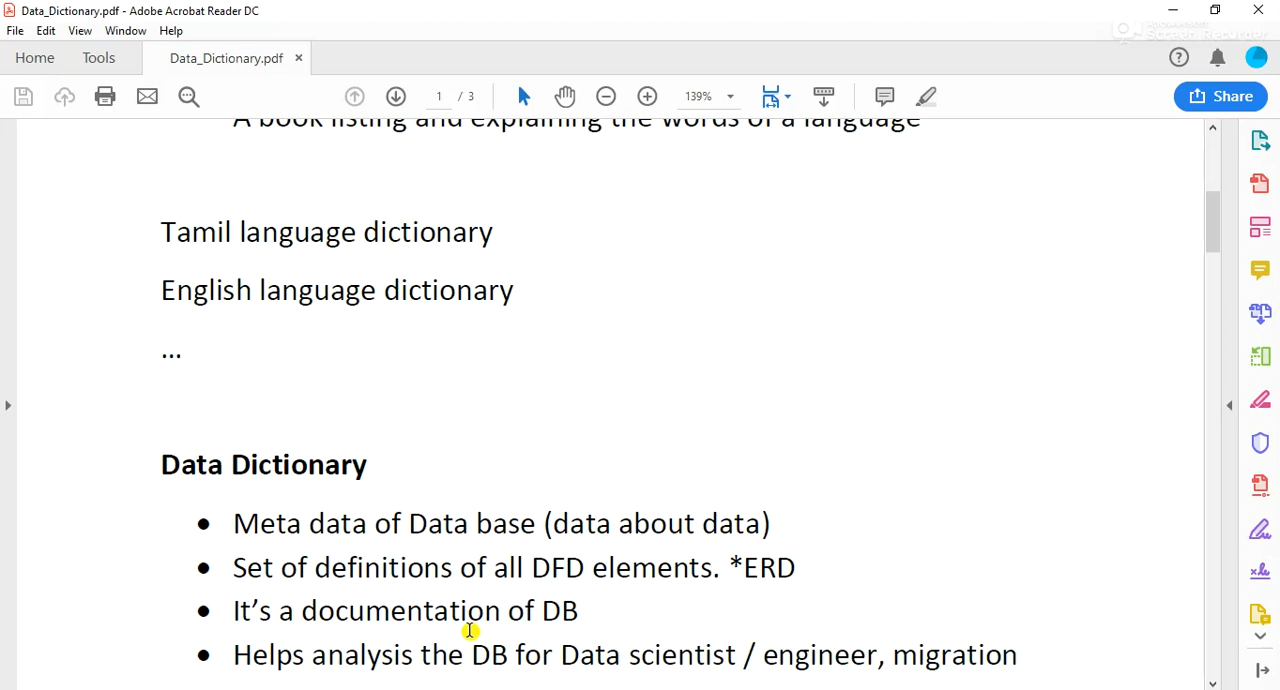 Data_Dictionary.pdf - Adobe Acrobat Reader DC
File Edit View Window Help
Screen Recorder
Home Tools Data_Dictionary.pdf ×
1 / 3 139% Share
A book listing and explaining the words of a language
Tamil language dictionary
English language dictionary
...
Data Dictionary
• Meta data of Data base (data about data)
• Set of definitions of all DFD elements. *ERD
• It's a documentation of DB
• Helps analysis the DB for Data scientist / engineer, migration